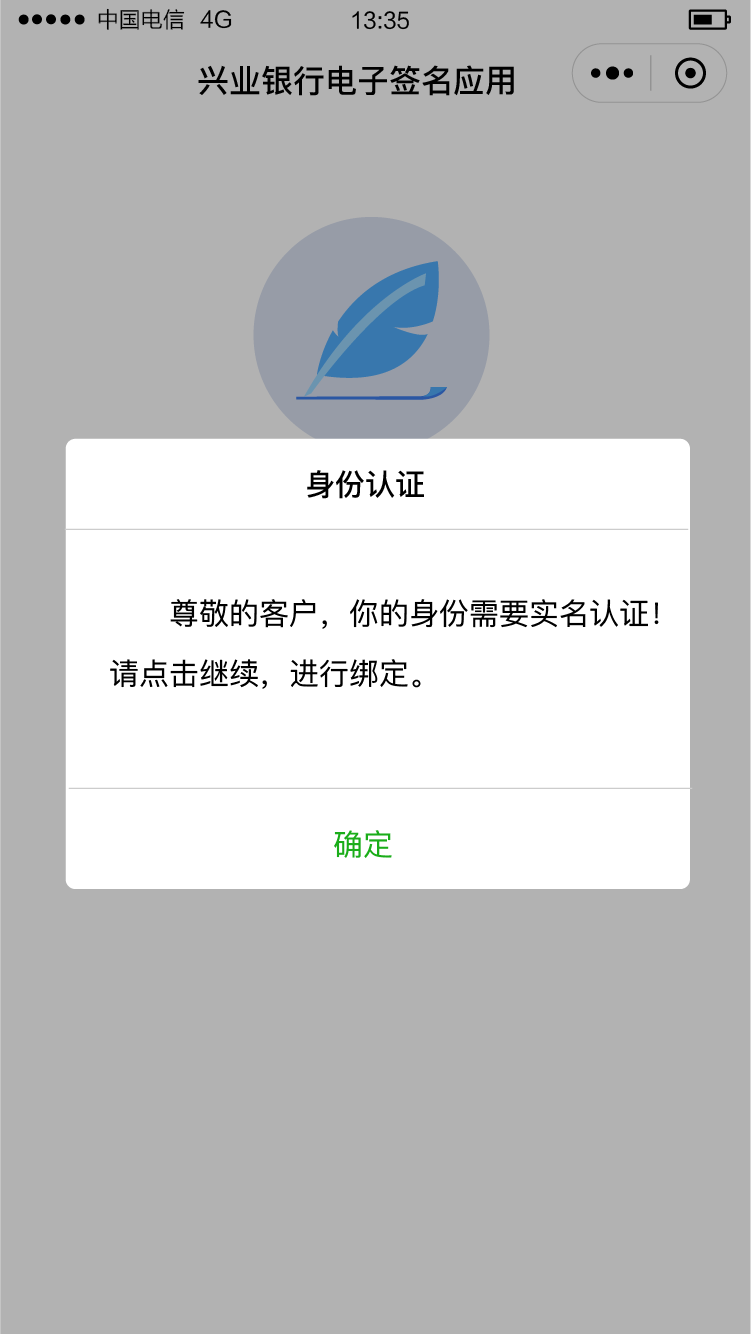 中国电信 4G 13:35
兴业银行电子签名应用
身份认证
尊敬的客户，你的身份需要实名认证！
请点击继续，进行绑定。
确定